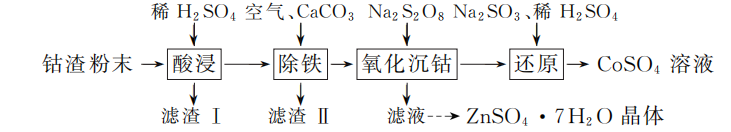 稀 H₂SO₄ 空气、CaCO₃ Na₂S₂O₈ Na₂SO₃、稀 H₂SO₄
钴渣粉末 酸浸 除铁 氧化沉钴 还原 CoSO₄ 溶液
滤渣 Ⅰ 滤渣 Ⅱ 滤液 ZnSO₄・7H₂O 晶体